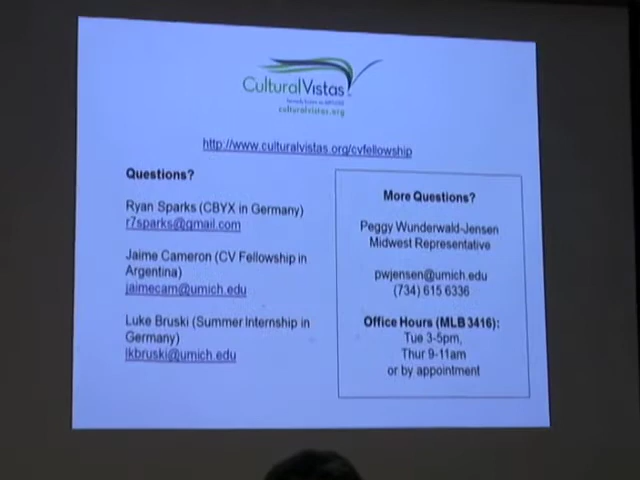 CulturalVistas
culturalvistas.org
http://www.culturalvistas.org/cvfellowship
Questions?
Ryan Sparks (CBYX in Germany)
r7sparks@gmail.com
Jaime Cameron (CV Fellowship in
Argentina)
jaimecam@umich.edu
Luke Bruski (Summer Internship in
Germany)
lkbruski@umich.edu
More Questions?
Peggy Wunderwald-Jensen
Midwest Representative
pwjensen@umich.edu
(734) 615 6336
Office Hours (MLB 3416):
Tue 3-5pm,
Thur 9-11am
or by appointment